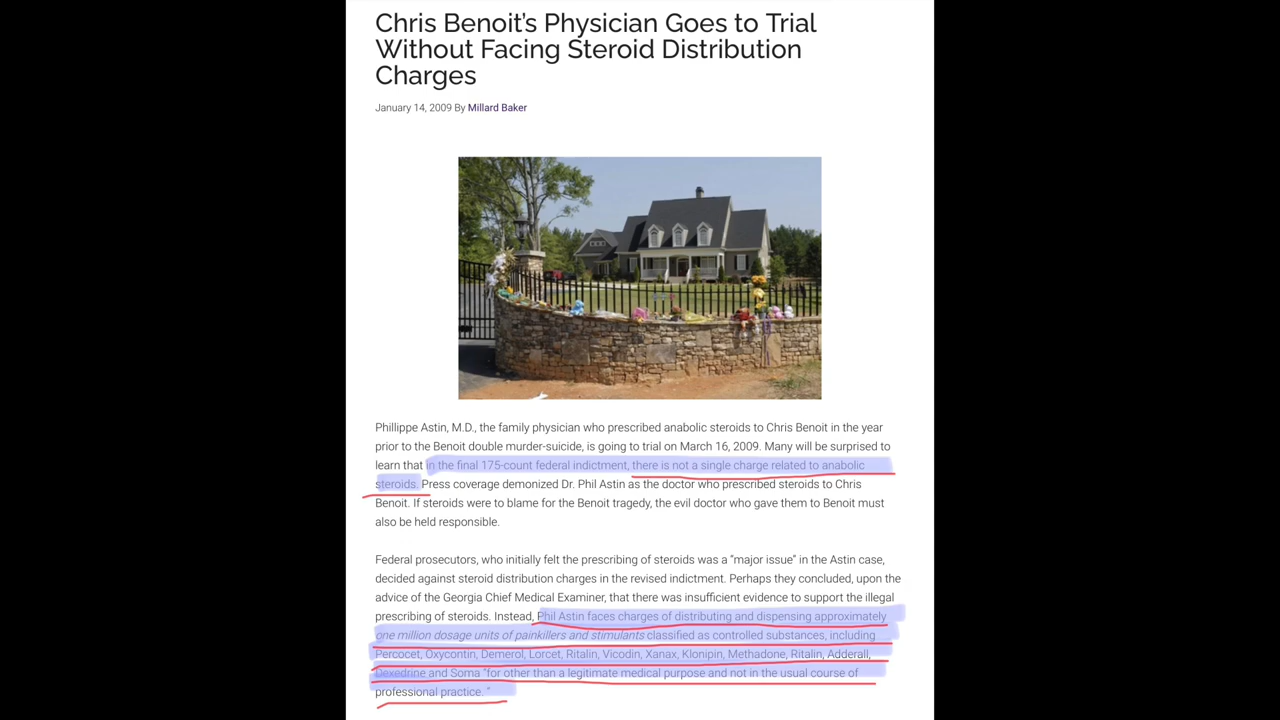 Chris Benoit’s Physician Goes to Trial
Without Facing Steroid Distribution
Charges
January 14, 2009 By Millard Baker
Phillippe Astin, M.D., the family physician who prescribed anabolic steroids to Chris Benoit in the year
prior to the Benoit double murder-suicide, is going to trial on March 16, 2009. Many will be surprised to
learn that in the final 175-count federal indictment, there is not a single charge related to anabolic
steroids. Press coverage demonized Dr. Phil Astin as the doctor who prescribed steroids to Chris
Benoit. If steroids were to blame for the Benoit tragedy, the evil doctor who gave them to Benoit must
also be held responsible.
Federal prosecutors, who initially felt the prescribing of steroids was a “major issue” in the Astin case,
decided against steroid distribution charges in the revised indictment. Perhaps they concluded, upon the
advice of the Georgia Chief Medical Examiner, that there was insufficient evidence to support the illegal
prescribing of steroids. Instead, Phil Astin faces charges of distributing and dispensing approximately
one million dosage units of painkillers and stimulants classified as controlled substances, including
Percocet, Oxycontin, Demerol, Lorcet, Ritalin, Vicodin, Xanax, Klonipin, Methadone, Ritalin, Adderall,
Dexedrine and Soma “for other than a legitimate medical purpose and not in the usual course of
professional practice. “